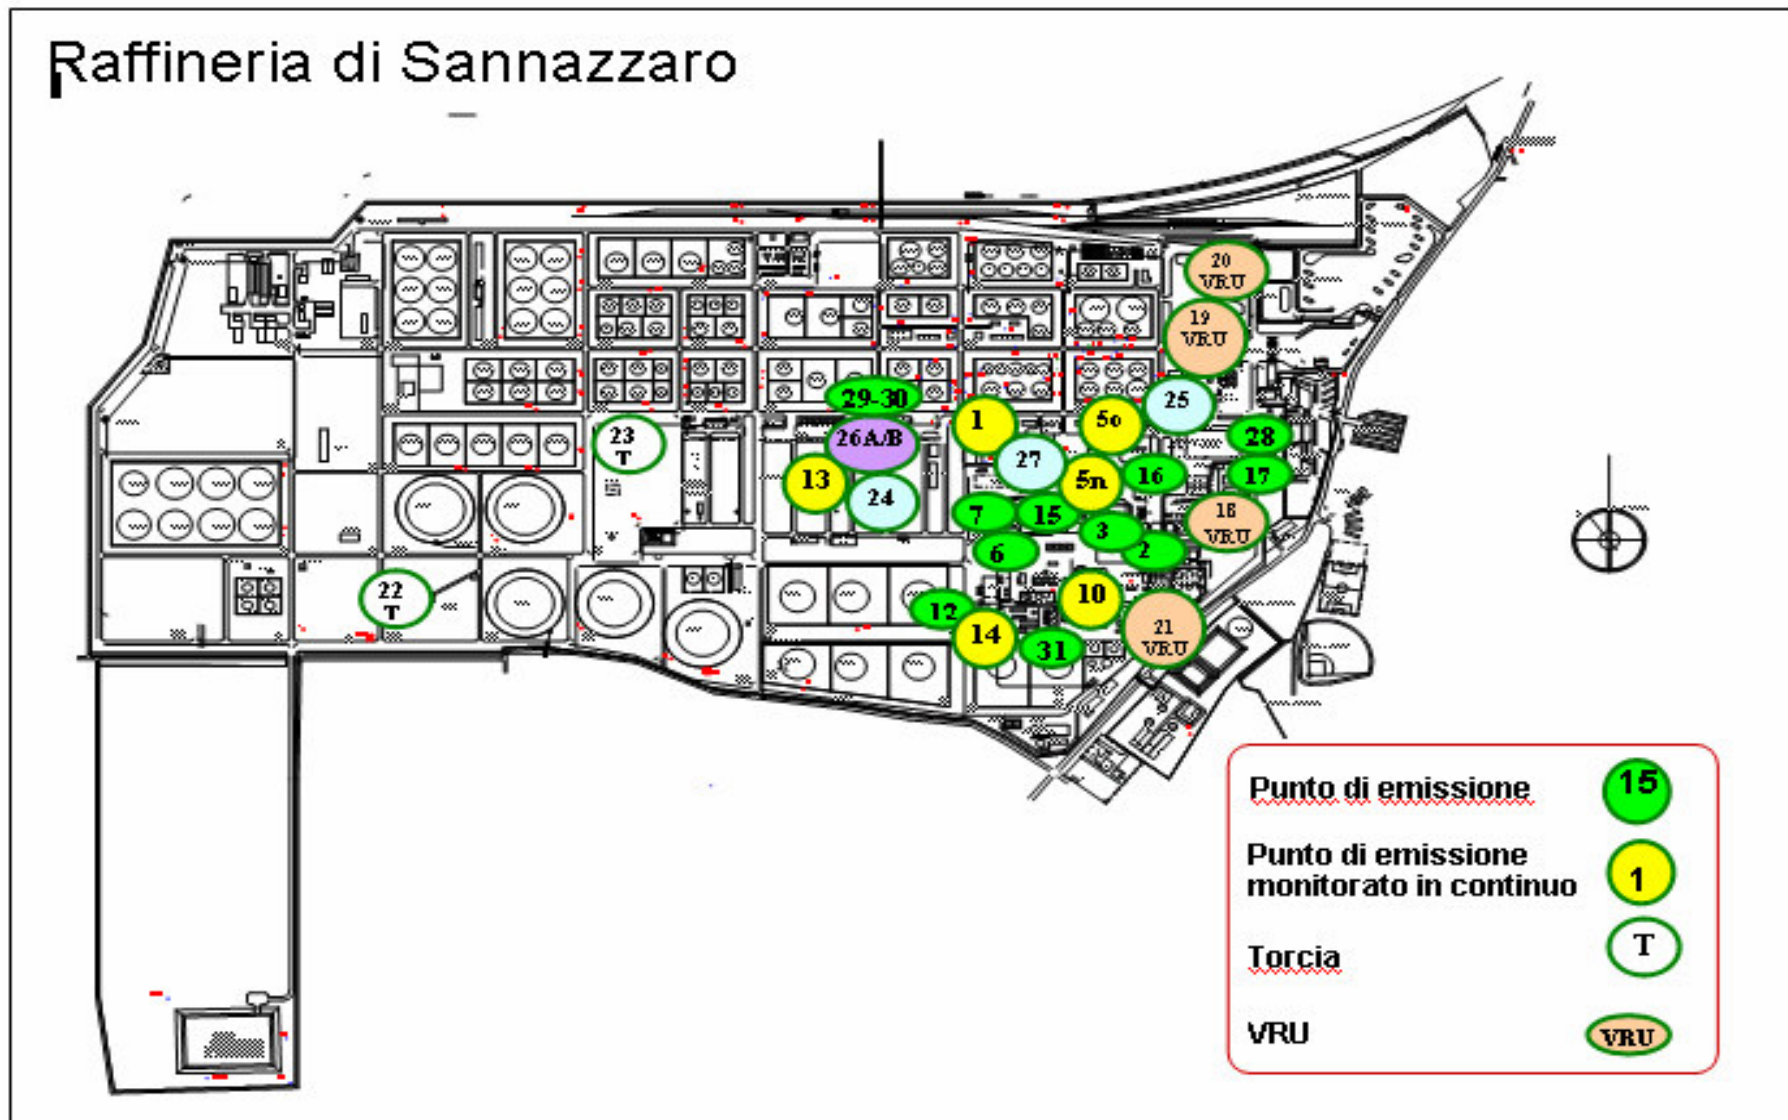 Raffineria di Sannazzaro
20
VRU
19
VRU
29-30
1
5o
25
23
T
26A/B
28
27
13
5n
16
17
24
7
15
18
VRU
3
6
2
22
T
10
12
14
21
VRU
31
Punto di emissione
15
Punto di emissione
monitorato in continuo
1
Torcia
T
VRU
VRU